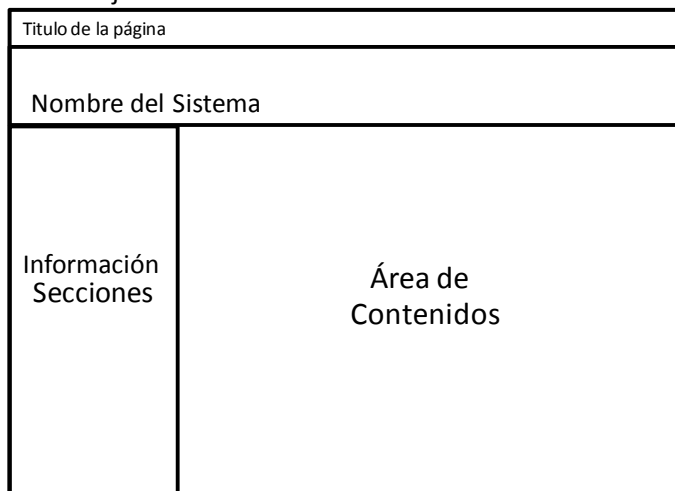 Titulo de la página
Nombre del Sistema
Información
Secciones
Área de
Contenidos